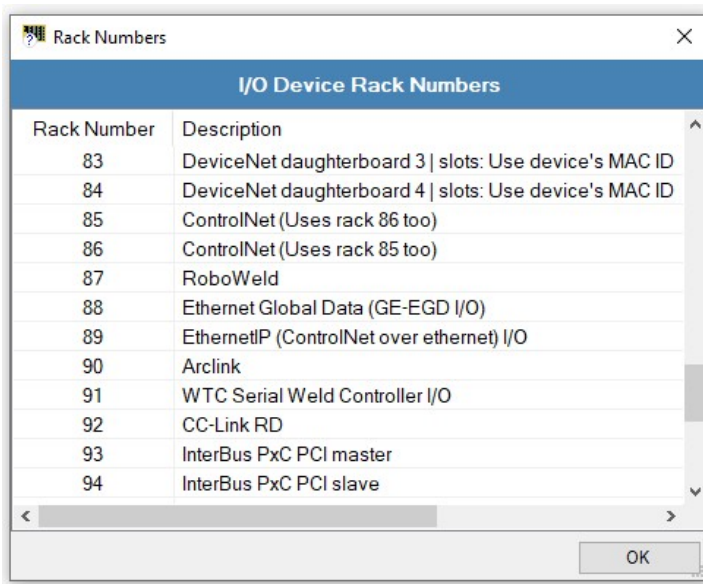 Rack Numbers
I/O Device Rack Numbers
Rack Number Description
83 DeviceNet daughterboard 3 | slots: Use device's MAC ID
84 DeviceNet daughterboard 4 | slots: Use device's MAC ID
85 ControlNet (Uses rack 86 too)
86 ControlNet (Uses rack 85 too)
87 RoboWeld
88 Ethernet Global Data (GE-EGD I/O)
89 EthernetIP (ControlNet over ethernet) I/O
90 Arclink
91 WTC Serial Weld Controller I/O
92 CC-Link RD
93 InterBus PxC PCI master
94 InterBus PxC PCI slave
OK